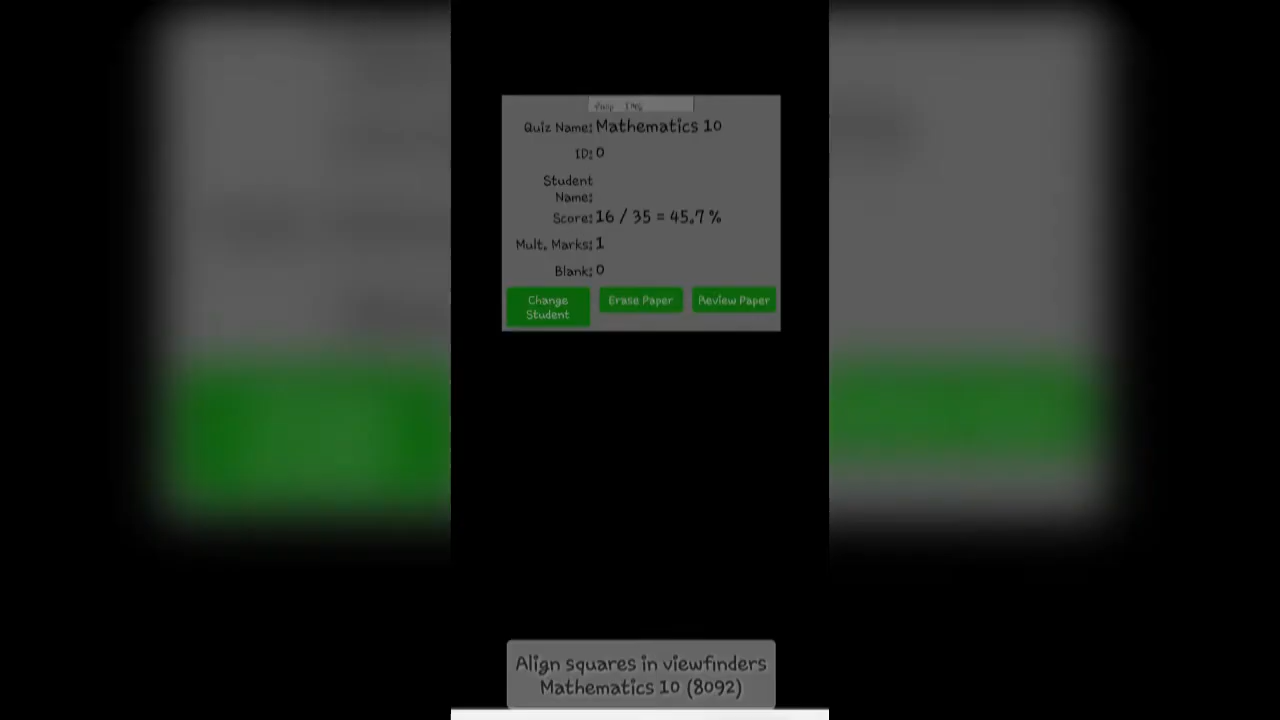 Quiz Name: Mathematics 10
ID: 0
Student
Name:
Score: 16 / 35 = 45.7 %
Mult. Marks: 1
Blank: 0
Change
Student
Erase Paper
Review Paper
Align squares in viewfinders
Mathematics 10 (8092)